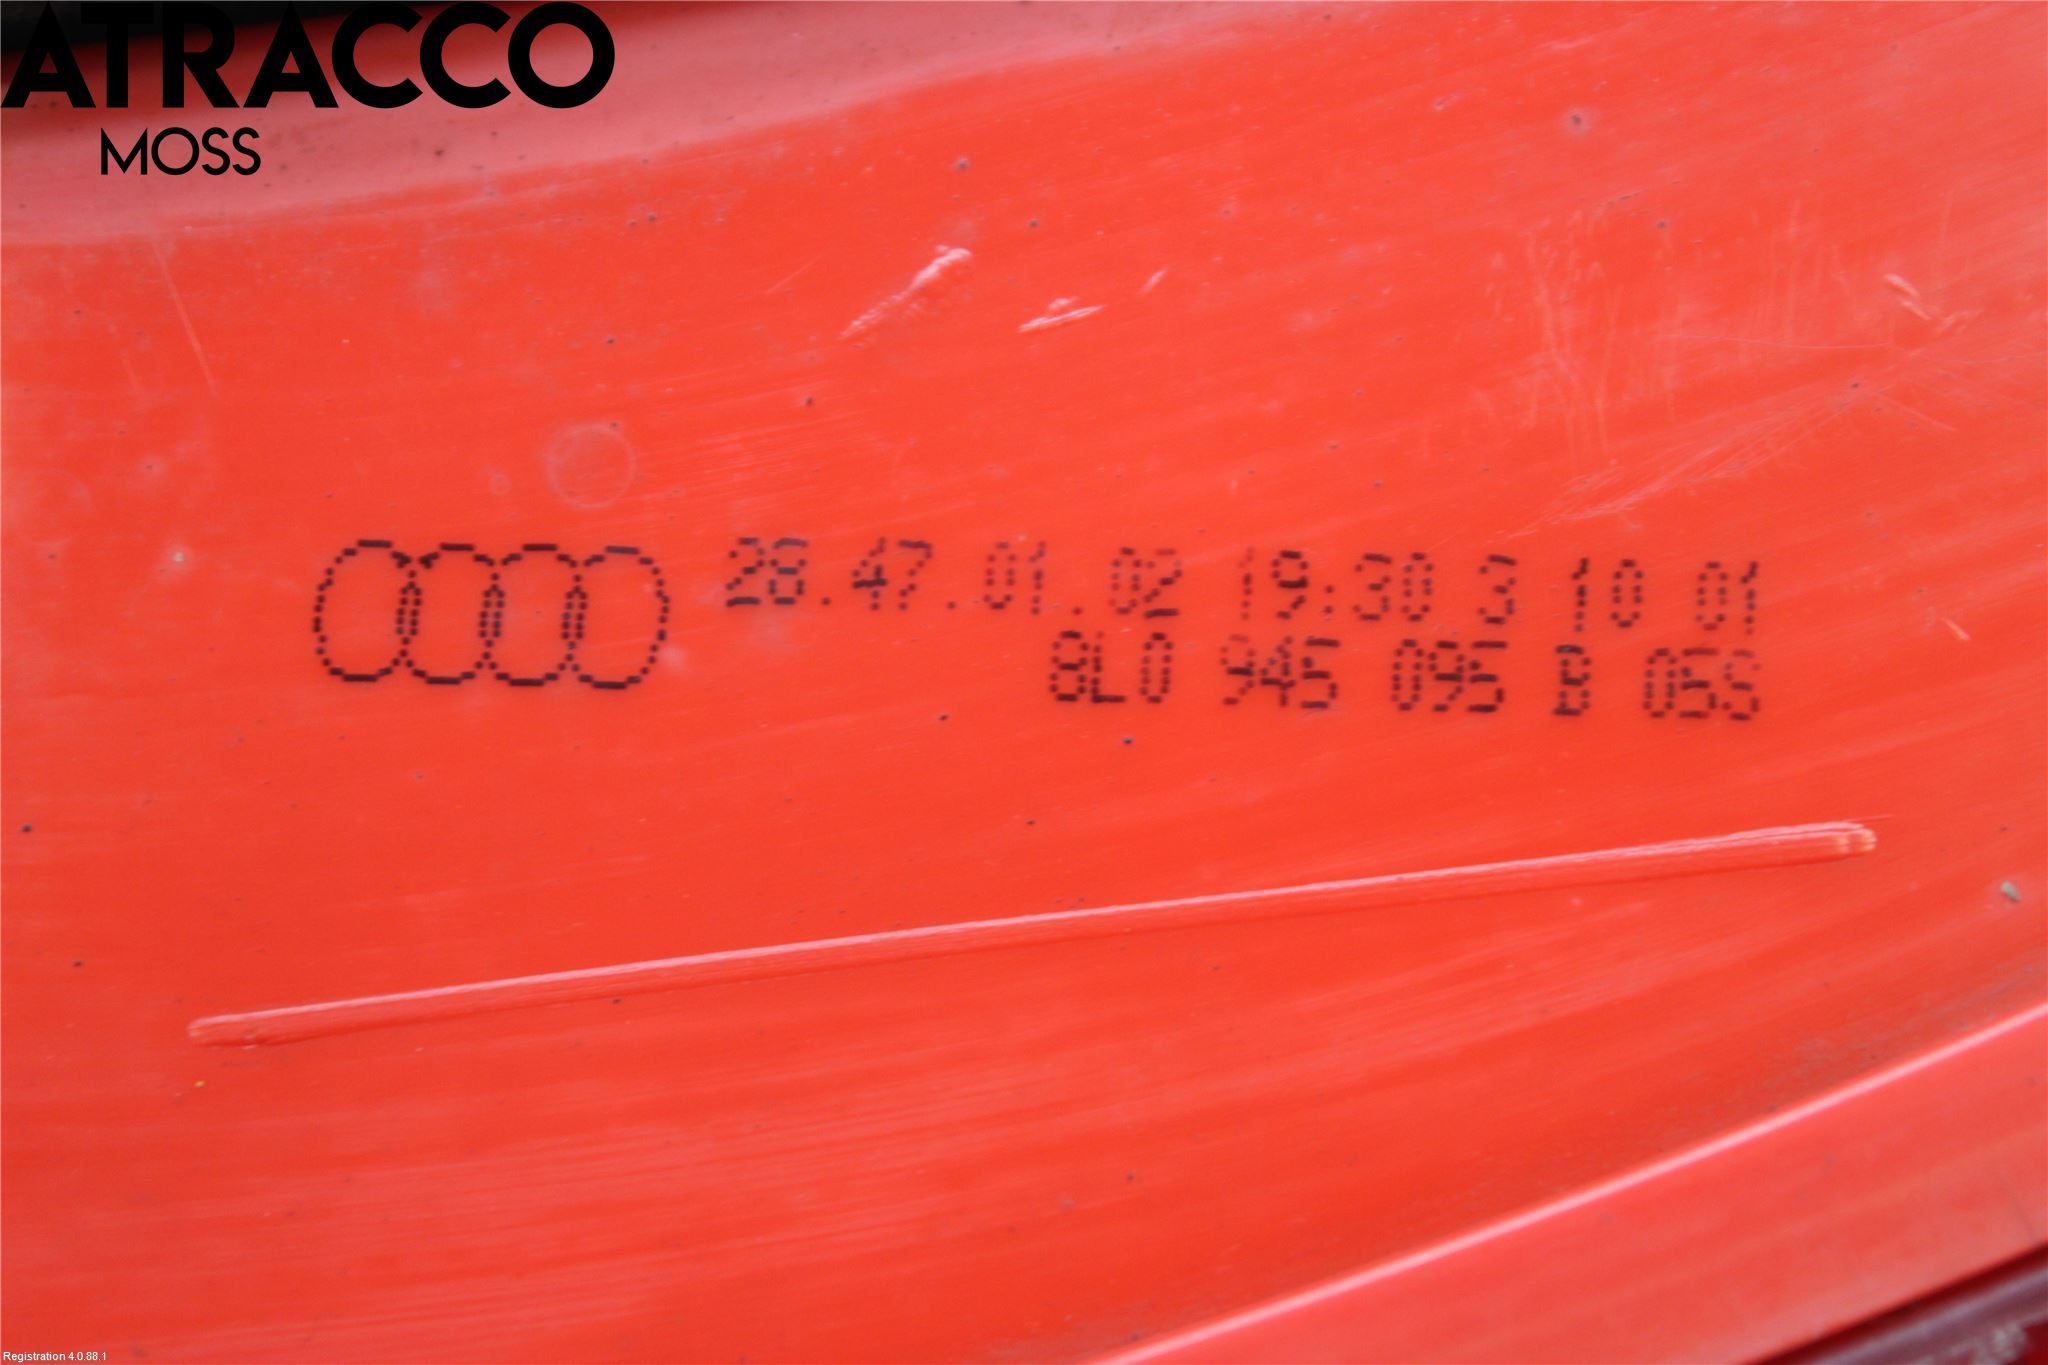 ATRACCO
MOSS
28.47.01.02 19:30 3 10 01
8L0 945 095 B 05S
Registration 4.0.88.1